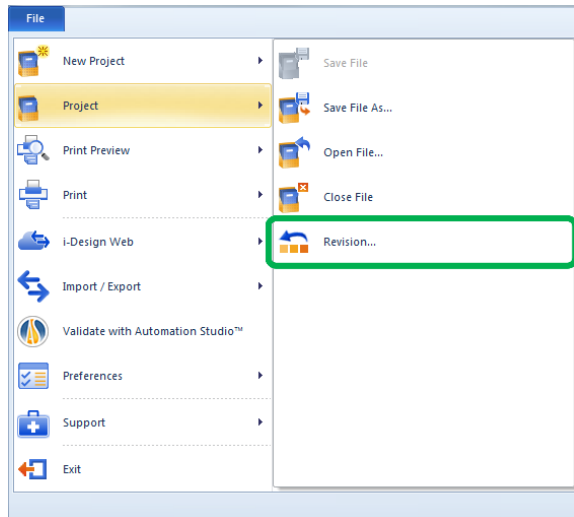 File
New Project
Project
Print Preview
Print
i-Design Web
Import / Export
Validate with Automation Studio™
Preferences
Support
Exit
Save File
Save File As...
Open File...
Close File
Revision...